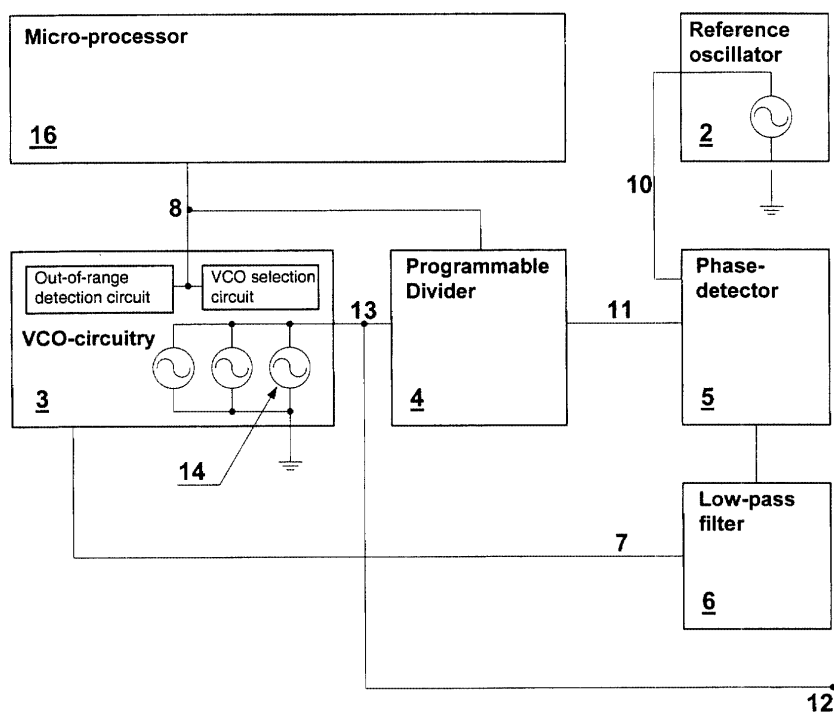 Micro-processor
16
Reference
oscillator
2
10
8
Out-of-range
detection circuit
VCO selection
circuit
VCO-circuitry
3
14
13
Programmable
Divider
4
11
Phase-
detector
5
Low-pass
filter
6
7
12